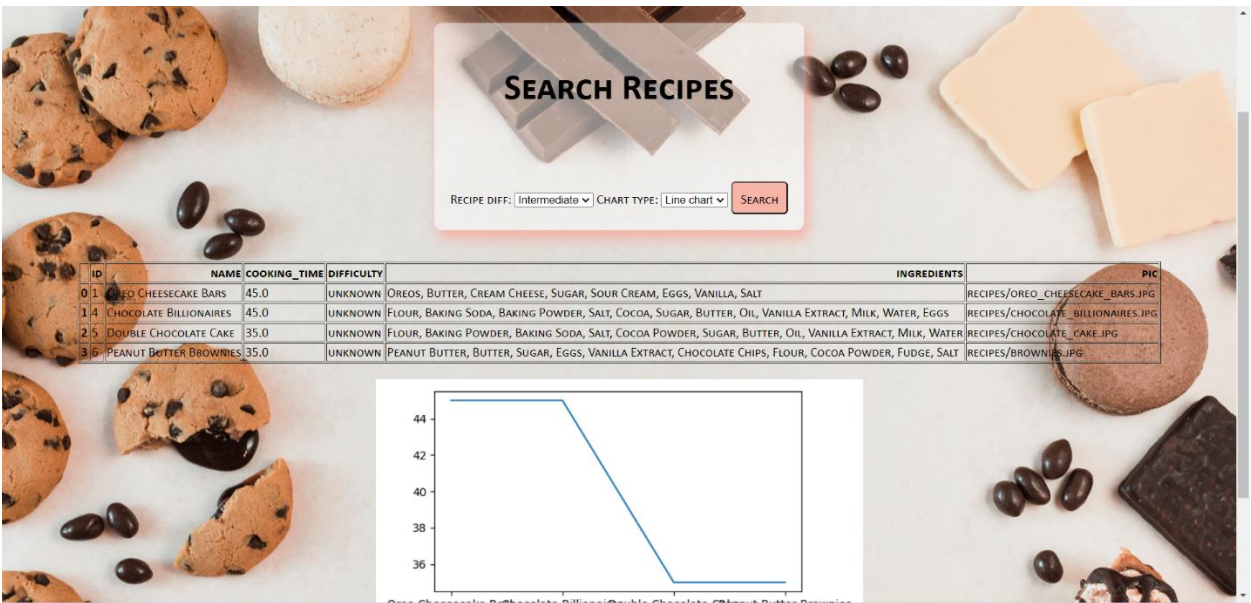 Search Recipes
Recipe diff: Intermediate Chart type: Line chart Search
ID NAME COOKING_TIME DIFFICULTY INGREDIENTS PIC
0 1 Oreo Cheesecake Bars 45.0 unknown Oreos, Butter, Cream Cheese, Sugar, Sour Cream, Eggs, Vanilla, Salt recipes/oreo_cheesecake_bars.jpg
1 4 Chocolate Billionaires 45.0 unknown Flour, Baking Soda, Baking Powder, Salt, Cocoa, Sugar, Butter, Oil, Vanilla Extract, Milk, Water, Eggs recipes/chocolate_billionaires.jpg
2 5 Double Chocolate Cake 35.0 unknown Flour, Baking Powder, Baking Soda, Salt, Cocoa Powder, Sugar, Butter, Oil, Vanilla Extract, Milk, Water recipes/chocolate_cake.jpg
3 6 Peanut Butter Brownies 35.0 unknown Peanut Butter, Butter, Sugar, Eggs, Vanilla Extract, Chocolate Chips, Flour, Cocoa Powder, Fudge, Salt recipes/brownies.jpg
44
42
40
38
36